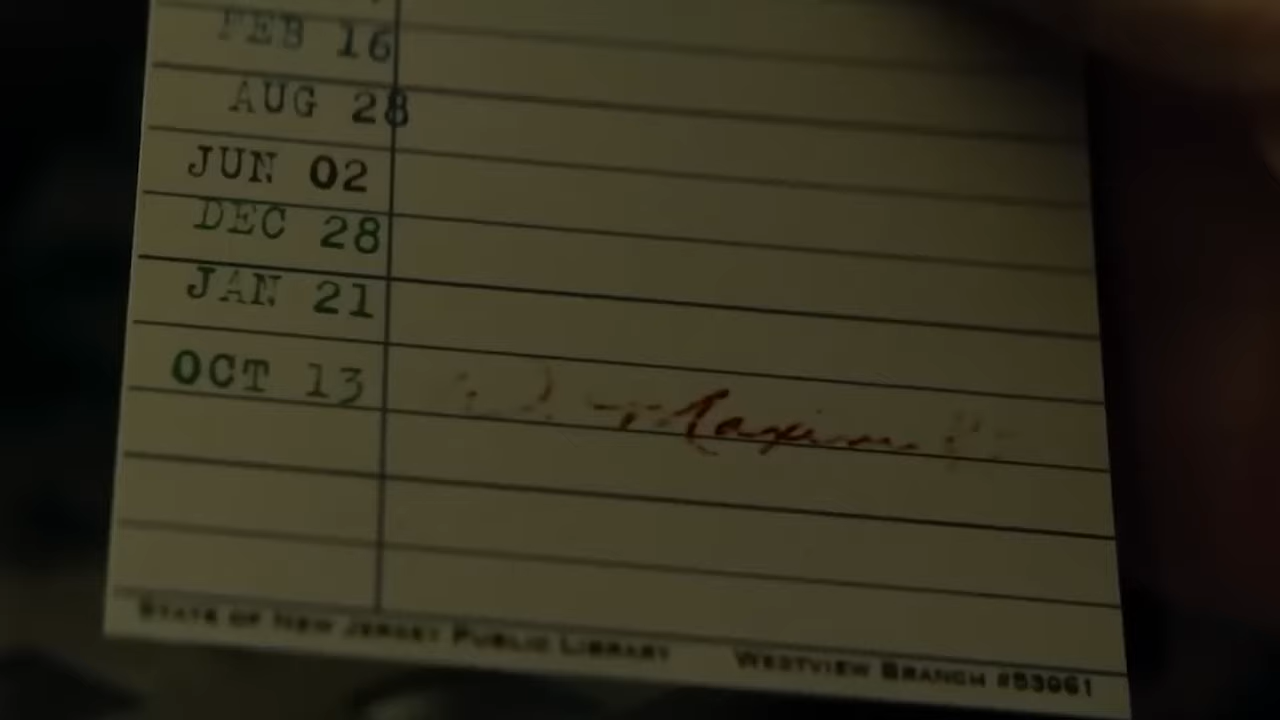 FEB 16
AUG 28
JUN 02
DEC 28
JAN 21
OCT 13
STATE OF NEW JERSEY PUBLIC LIBRARY WESTVIEW BRANCH #53061